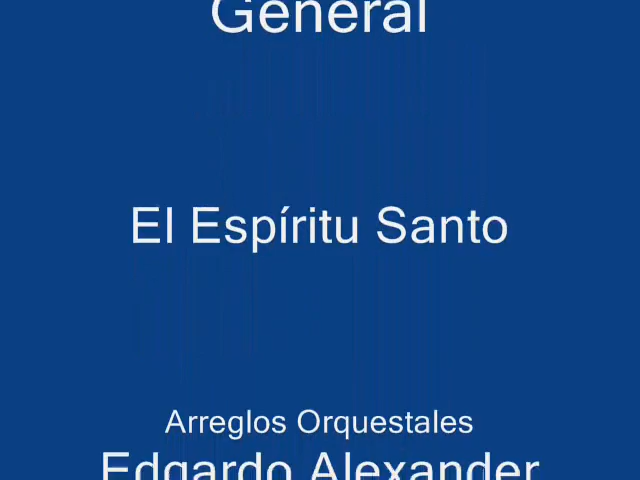 General
El Espíritu Santo
Arreglos Orquestales
Edgardo Alexander